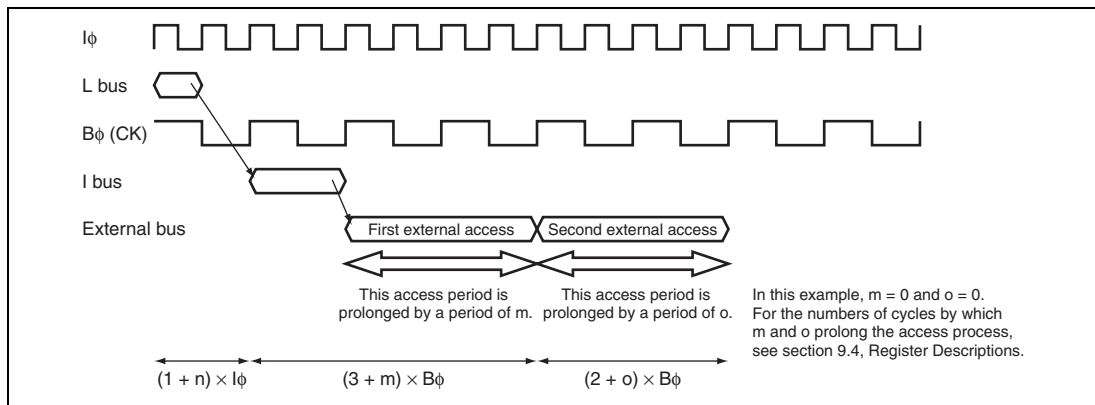 Iφ
L bus
Bφ (CK)
I bus
External bus
First external access
Second external access
This access period is
prolonged by a period of m.
This access period is
prolonged by a period of o.
In this example, m = 0 and o = 0.
For the numbers of cycles by which
m and o prolong the access process,
see section 9.4, Register Descriptions.
(1 + n) × Iφ
(3 + m) × Bφ
(2 + o) × Bφ